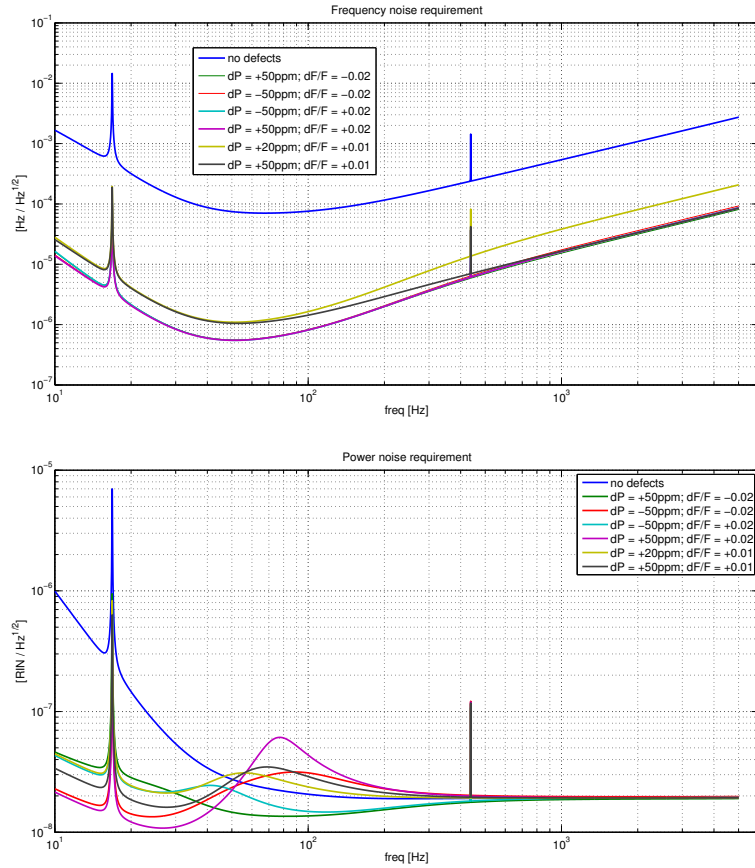 Frequency noise requirement
10^-1
10^-2
10^-3
10^-4
10^-5
10^-6
10^-7
[Hz / Hz^1/2]
no defects
dP = +50ppm; dF/F = −0.02
dP = −50ppm; dF/F = −0.02
dP = −50ppm; dF/F = +0.02
dP = +50ppm; dF/F = +0.02
dP = +20ppm; dF/F = +0.01
dP = +50ppm; dF/F = +0.01
10^1 10^2 10^3
freq [Hz]
Power noise requirement
10^-5
10^-6
10^-7
10^-8
[RIN / Hz^1/2]
no defects
dP = +50ppm; dF/F = −0.02
dP = −50ppm; dF/F = −0.02
dP = −50ppm; dF/F = +0.02
dP = +50ppm; dF/F = +0.02
dP = +20ppm; dF/F = +0.01
dP = +50ppm; dF/F = +0.01
10^1 10^2 10^3
freq [Hz]